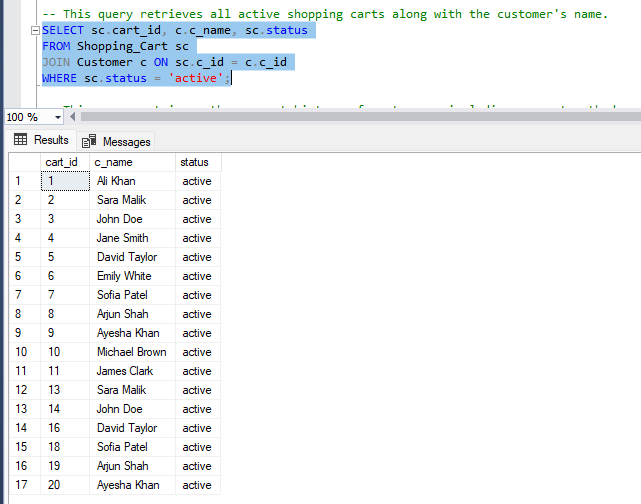 -- This query retrieves all active shopping carts along with the customer's name.
SELECT sc.cart_id, c.c_name, sc.status
FROM Shopping_Cart sc
JOIN Customer c ON sc.c_id = c.c_id
WHERE sc.status = 'active';
100 %
Results Messages
cart_id c_name status
1 1 Ali Khan active
2 2 Sara Malik active
3 3 John Doe active
4 4 Jane Smith active
5 5 David Taylor active
6 6 Emily White active
7 7 Sofia Patel active
8 8 Arjun Shah active
9 9 Ayesha Khan active
10 10 Michael Brown active
11 11 James Clark active
12 13 Sara Malik active
13 14 John Doe active
14 16 David Taylor active
15 18 Sofia Patel active
16 19 Arjun Shah active
17 20 Ayesha Khan active